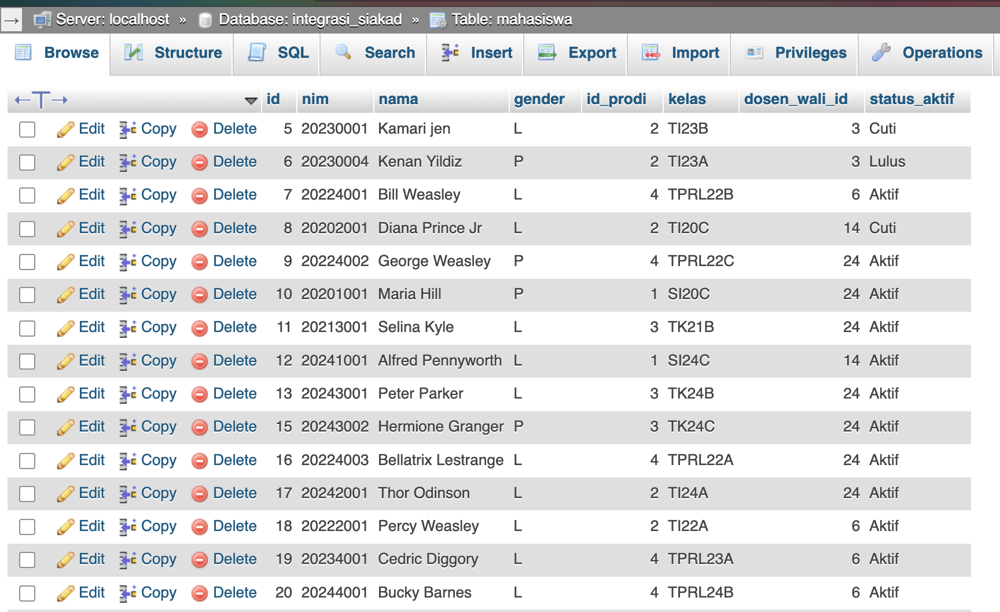 → Server: localhost » Database: integrasi_siakad » Table: mahasiswa
Browse Structure SQL Search Insert Export Import Privileges Operations
←T→ id nim nama gender id_prodi kelas dosen_wali_id status_aktif
Edit Copy Delete 5 20230001 Kamari jen L 2 TI23B 3 Cuti
Edit Copy Delete 6 20230004 Kenan Yildiz P 2 TI23A 3 Lulus
Edit Copy Delete 7 20224001 Bill Weasley L 4 TPRL22B 6 Aktif
Edit Copy Delete 8 20202001 Diana Prince Jr L 2 TI20C 14 Cuti
Edit Copy Delete 9 20224002 George Weasley P 4 TPRL22C 24 Aktif
Edit Copy Delete 10 20201001 Maria Hill P 1 SI20C 24 Aktif
Edit Copy Delete 11 20213001 Selina Kyle L 3 TK21B 24 Aktif
Edit Copy Delete 12 20241001 Alfred Pennyworth L 1 SI24C 14 Aktif
Edit Copy Delete 13 20243001 Peter Parker L 3 TK24B 24 Aktif
Edit Copy Delete 15 20243002 Hermione Granger P 3 TK24C 24 Aktif
Edit Copy Delete 16 20224003 Bellatrix Lestrange L 4 TPRL22A 24 Aktif
Edit Copy Delete 17 20242001 Thor Odinson L 2 TI24A 24 Aktif
Edit Copy Delete 18 20222001 Percy Weasley L 2 TI22A 6 Aktif
Edit Copy Delete 19 20234001 Cedric Diggory L 4 TPRL23A 6 Aktif
Edit Copy Delete 20 20244001 Bucky Barnes L 4 TPRL24B 6 Aktif